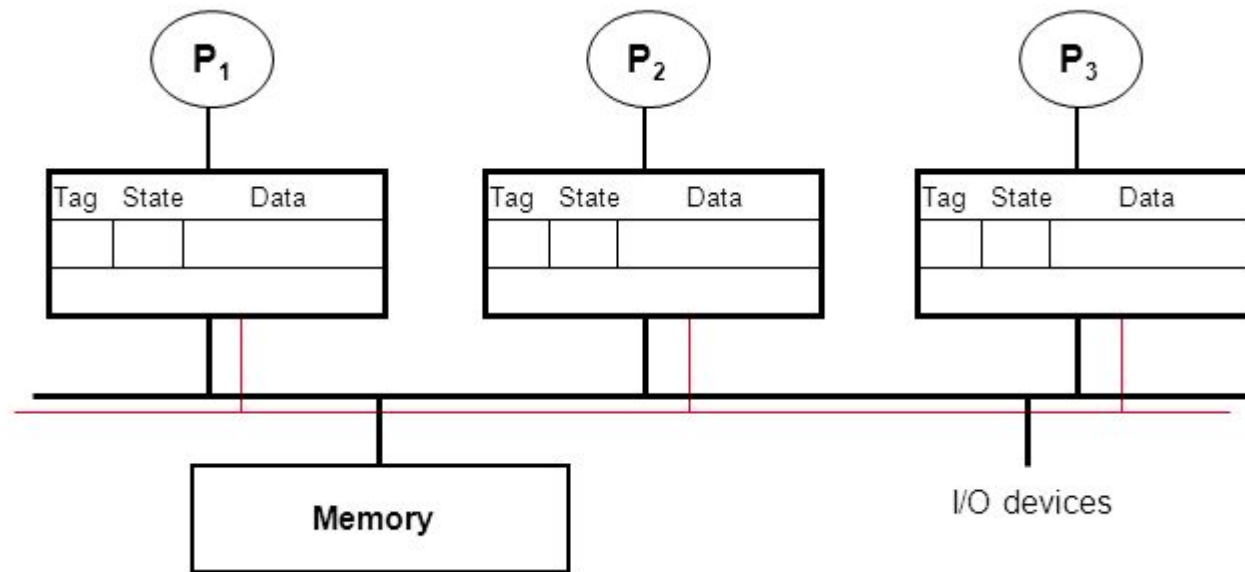 P₁ P₂ P₃
Tag State Data Tag State Data Tag State Data
Memory
I/O devices